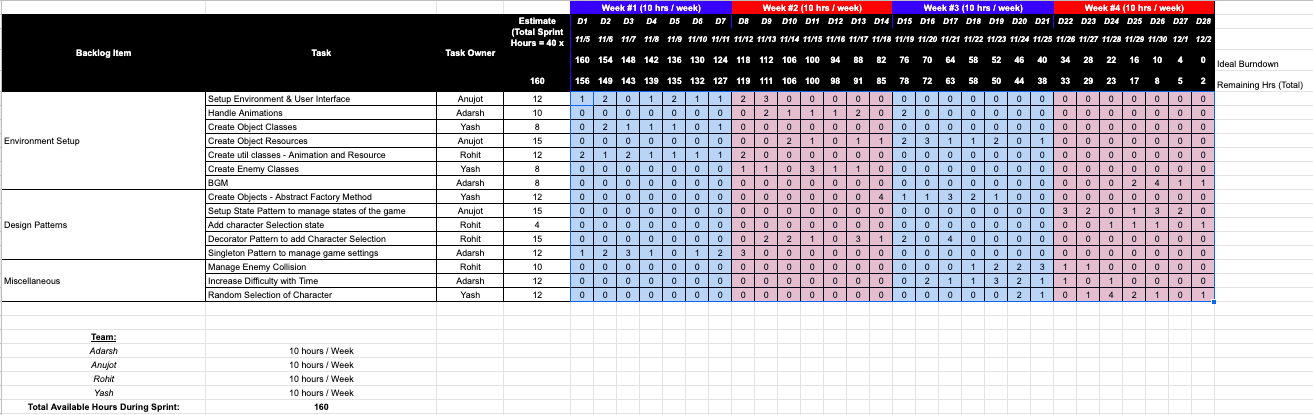 Week #1 (10 hrs / week) Week #2 (10 hrs / week) Week #3 (10 hrs / week) Week #4 (10 hrs / week)
Backlog Item Task Task Owner Estimate (Total Sprint Hours = 40 x D1 D2 D3 D4 D5 D6 D7 D8 D9 D10 D11 D12 D13 D14 D15 D16 D17 D18 D19 D20 D21 D22 D23 D24 D25 D26 D27 D28
11/5 11/6 11/7 11/8 11/9 11/10 11/11 11/12 11/13 11/14 11/15 11/16 11/17 11/18 11/19 11/20 11/21 11/22 11/23 11/24 11/25 11/26 11/27 11/28 11/29 11/30 12/1 12/2
160 154 148 142 136 130 124 118 112 106 100 94 88 82 76 70 64 58 52 46 40 34 28 22 16 10 4 0 Ideal Burndown
160 156 149 143 139 135 132 127 119 111 106 100 98 91 85 78 72 63 58 50 44 38 33 29 23 17 8 5 2 Remaining Hrs (Total)
Setup Environment & User Interface Anujot 12 1 2 0 1 2 1 1 2 3 0 0 0 0 0 0 0 0 0 0 0 0 0 0 0 0 0 0 0
Handle Animations Adarsh 10 0 0 0 0 0 0 0 0 2 1 1 1 2 0 2 0 0 0 0 0 0 0 0 0 0 0 0 0
Create Object Classes Yash 8 0 2 1 1 1 0 1 0 0 0 0 0 0 0 0 0 0 0 0 0 0 0 0 0 0 0 0 0
Environment Setup Create Object Resources Anujot 15 0 0 0 0 0 0 0 0 0 2 1 0 1 1 2 3 1 1 2 0 1 0 0 0 0 0 0 0
Create util classes - Animation and Resource Rohit 12 2 1 2 1 1 1 1 2 0 0 0 0 0 0 0 0 0 0 0 0 0 0 0 0 0 0 0 0
Create Enemy Classes Yash 8 0 0 0 0 0 0 0 1 1 0 3 1 1 0 0 0 0 0 0 0 0 0 0 0 0 0 0 0
BGM Adarsh 8 0 0 0 0 0 0 0 0 0 0 0 0 0 0 0 0 0 0 0 0 0 0 0 0 2 4 1 1
Create Objects - Abstract Factory Method Yash 12 0 0 0 0 0 0 0 0 0 0 0 0 0 4 1 1 3 2 1 0 0 0 0 0 0 0 0 0
Setup State Pattern to manage states of the game Anujot 15 0 0 0 0 0 0 0 0 0 0 0 0 0 0 0 0 0 0 0 0 0 3 2 0 1 3 2 0
Design Patterns Add character Selection state Rohit 4 0 0 0 0 0 0 0 0 0 0 0 0 0 0 0 0 0 0 0 0 0 0 0 1 1 1 0 1
Decorator Pattern to add Character Selection Rohit 15 0 0 0 0 0 0 0 0 2 2 1 0 3 1 2 0 4 0 0 0 0 0 0 0 0 0 0 0
Singleton Pattern to manage game settings Adarsh 12 1 2 3 1 0 1 2 3 0 0 0 0 0 0 0 0 0 0 0 0 0 0 0 0 0 0 0 0
Manage Enemy Collision Rohit 10 0 0 0 0 0 0 0 0 0 0 0 0 0 0 0 0 0 1 2 2 3 1 1 0 0 0 0 0
Miscellaneous Increase Difficulty with Time Adarsh 12 0 0 0 0 0 0 0 0 0 0 0 0 0 0 0 2 1 1 3 2 1 1 0 1 0 0 0 0
Random Selection of Character Yash 12 0 0 0 0 0 0 0 0 0 0 0 0 0 0 0 0 0 0 0 2 1 0 1 4 2 1 0 1
Team:
Adarsh 10 hours / Week
Anujot 10 hours / Week
Rohit 10 hours / Week
Yash 10 hours / Week
Total Available Hours During Sprint: 160